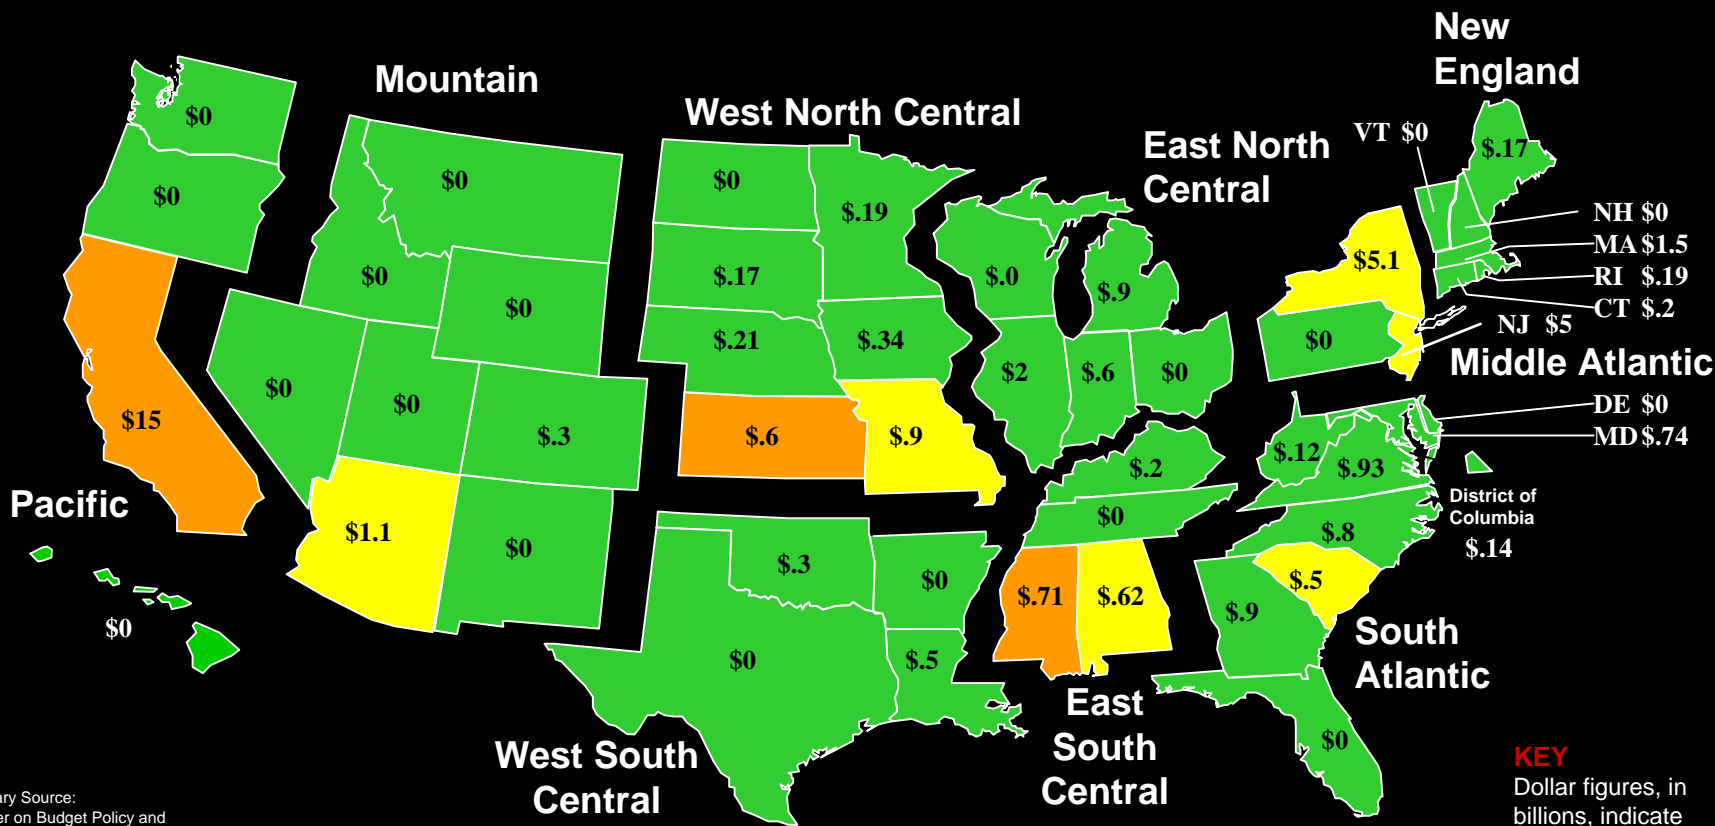 New
England
Mountain
West North Central
East North
Central
VT $0
$.17
$0
$0
$0
$0
$.19
NH $0
MA $1.5
RI $.19
CT $.2
NJ $5
$5.1
$0
$0
$.17
$.0
$.9
$0
$.21
$.34
$2
$.6
$0
$0
Middle Atlantic
$15
$0
$0
$.3
$.6
$.9
DE $0
MD $.74
$.12
$.93
$.2
Pacific
District of
Columbia
$.14
$1.1
$0
$.3
$0
$0
$.8
$.71
$.62
$.5
$.9
$0
$0
$.5
South
Atlantic
East
South
Central
West South
Central
$0
KEY
Dollar figures, in
billions, indicate
ary Source:
er on Budget Policy and